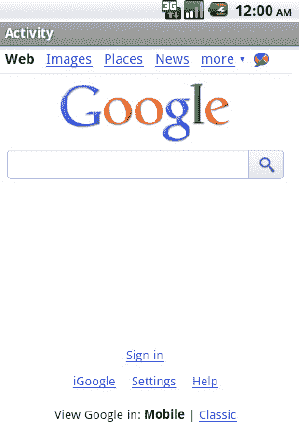 3G 12:00 AM
Activity
Web Images Places News more ▾
Google
Sign in
iGoogle Settings Help
View Google in: Mobile | Classic